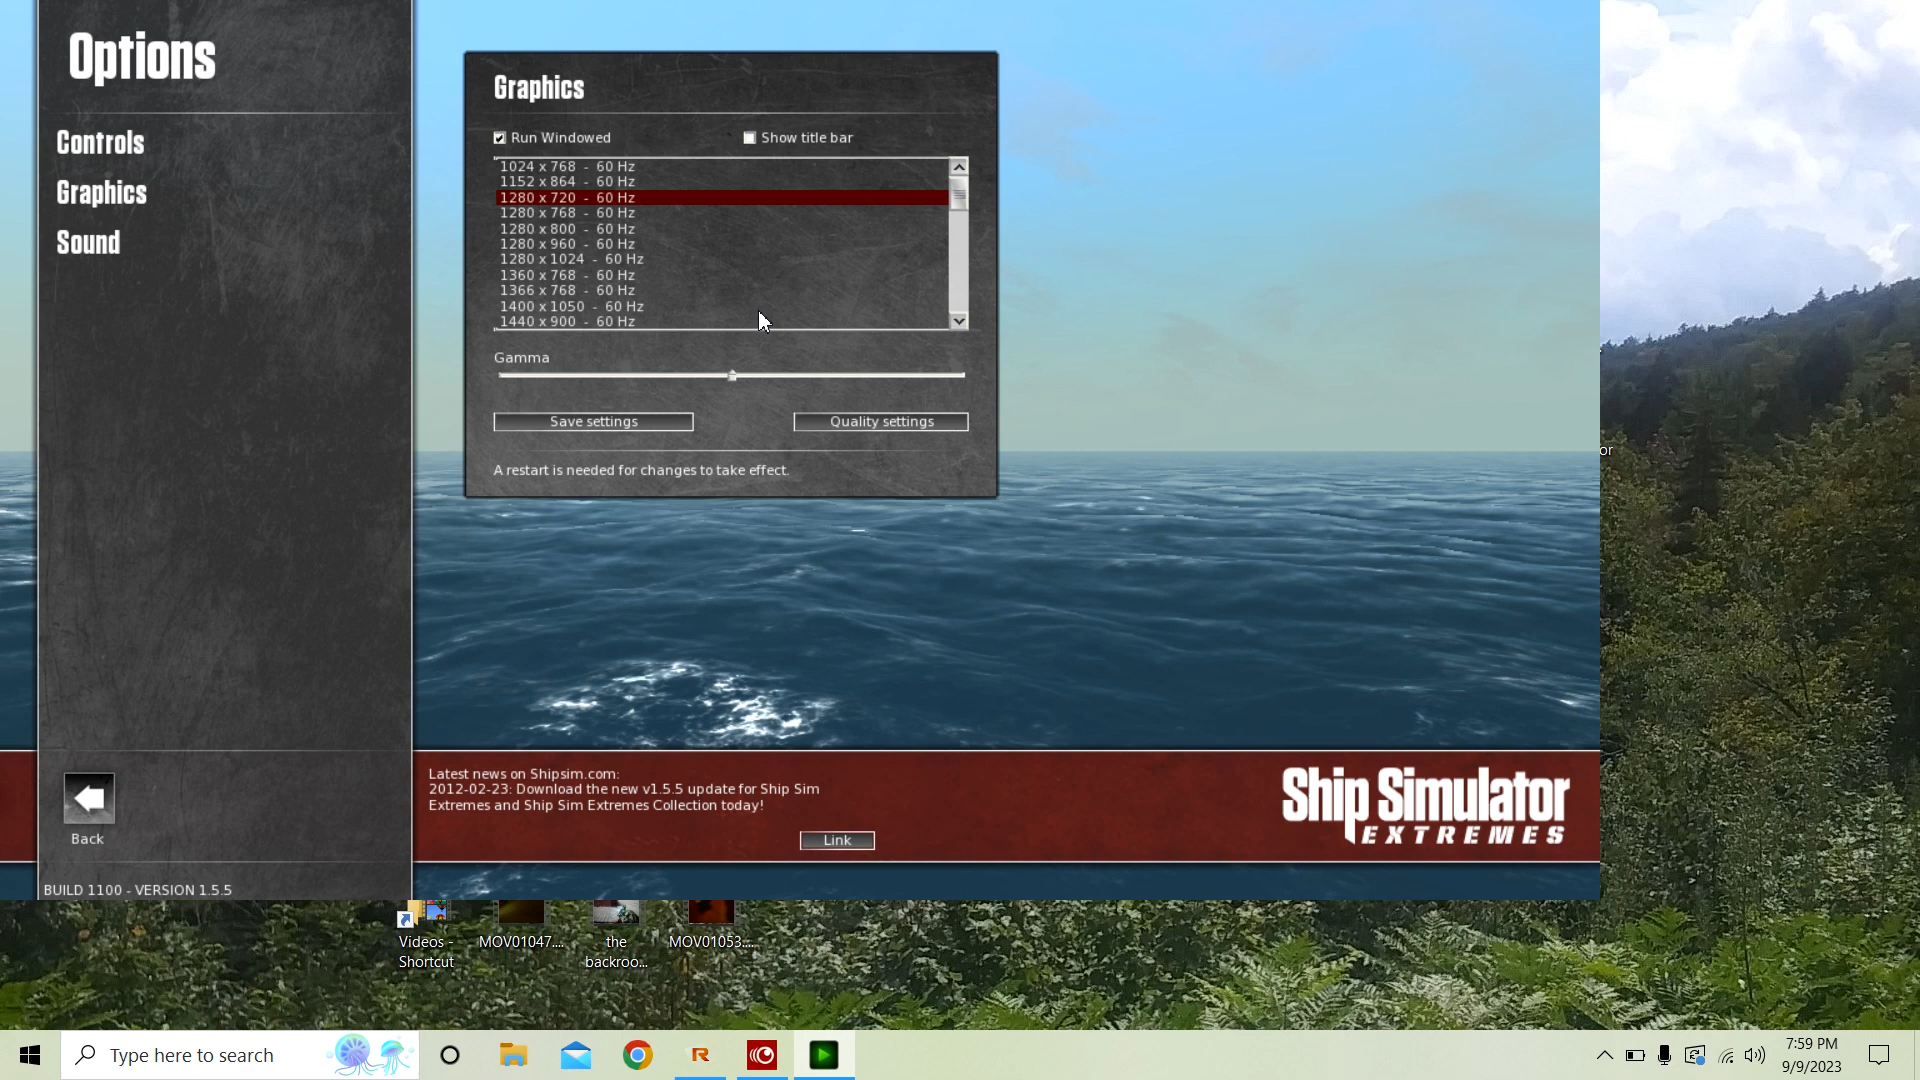 Options
Controls
Graphics
Sound
Back
BUILD 1100 - VERSION 1.5.5
Graphics
Run Windowed
Show title bar
1024 x 768 - 60 Hz
1152 x 864 - 60 Hz
1280 x 720 - 60 Hz
1280 x 768 - 60 Hz
1280 x 800 - 60 Hz
1280 x 960 - 60 Hz
1280 x 1024 - 60 Hz
1360 x 768 - 60 Hz
1366 x 768 - 60 Hz
1400 x 1050 - 60 Hz
1440 x 900 - 60 Hz
Gamma
Save settings
Quality settings
A restart is needed for changes to take effect.
Latest news on Shipsim.com:
2012-02-23: Download the new v1.5.5 update for Ship Sim
Extremes and Ship Sim Extremes Collection today!
Link
Ship Simulator
EXTREMES
or
Videos -
Shortcut
MOV01047....
the
backroo...
MOV01053....
Type here to search
R
7:59 PM
9/9/2023